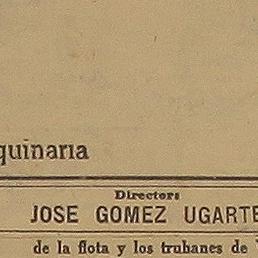 quinaria
Director:
JOSE GOMEZ UGARTE
de la flota y los truhanes de